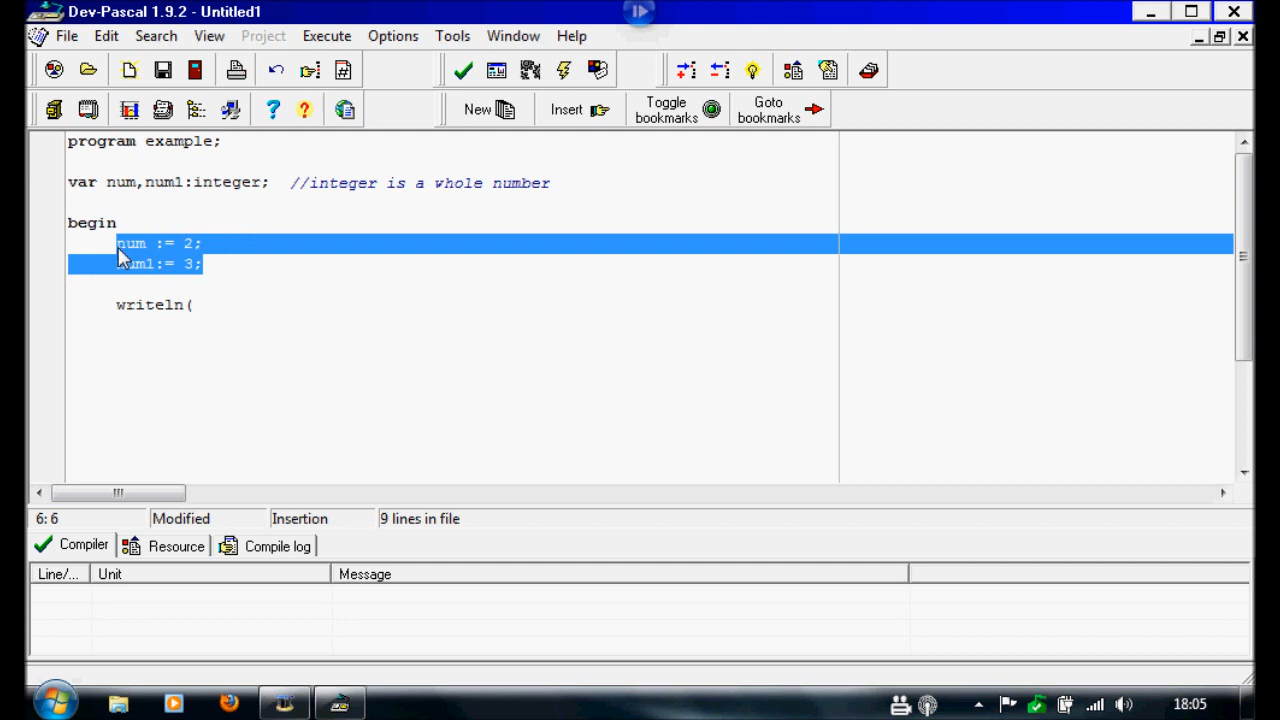 Dev-Pascal 1.9.2 - Untitled1
File Edit Search View Project Execute Options Tools Window Help
New Insert Toggle bookmarks Goto bookmarks
program example;
var num,num1:integer; //integer is a whole number
begin
num := 2;
num1:= 3;
writeln(
6: 6 Modified Insertion 9 lines in file
Compiler Resource Compile log
Line/... Unit Message
18:05